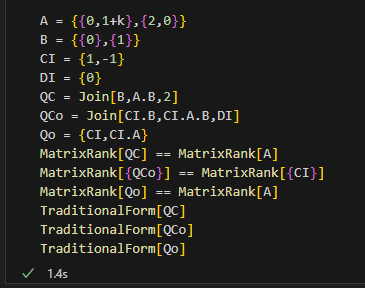 A = {{0,1+k},{2,0}}
B = {{0},{1}}
CI = {1,-1}
DI = {0}
QC = Join[B,A.B,2]
QCo = Join[CI.B,CI.A.B,DI]
Qo = {CI,CI.A}
MatrixRank[QC] == MatrixRank[A]
MatrixRank[{QCo}] == MatrixRank[{CI}]
MatrixRank[Qo] == MatrixRank[A]
TraditionalForm[QC]
TraditionalForm[QCo]
TraditionalForm[Qo]
✓ 1.4s